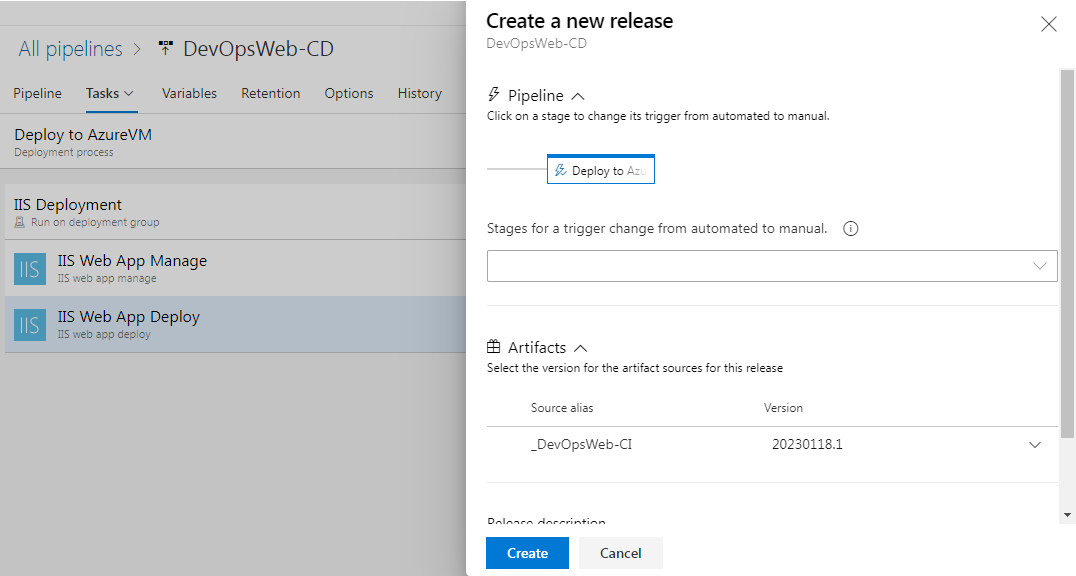 All pipelines > DevOpsWeb-CD
Pipeline Tasks Variables Retention Options History
Deploy to AzureVM
Deployment process
IIS Deployment
Run on deployment group
IIS
IIS Web App Manage
IIS web app manage
IIS
IIS Web App Deploy
IIS web app deploy
Create a new release
DevOpsWeb-CD
Pipeline
Click on a stage to change its trigger from automated to manual.
Deploy to Azu
Stages for a trigger change from automated to manual.
Artifacts
Select the version for the artifact sources for this release
Source alias Version
_DevOpsWeb-CI 20230118.1
Release description
Create Cancel